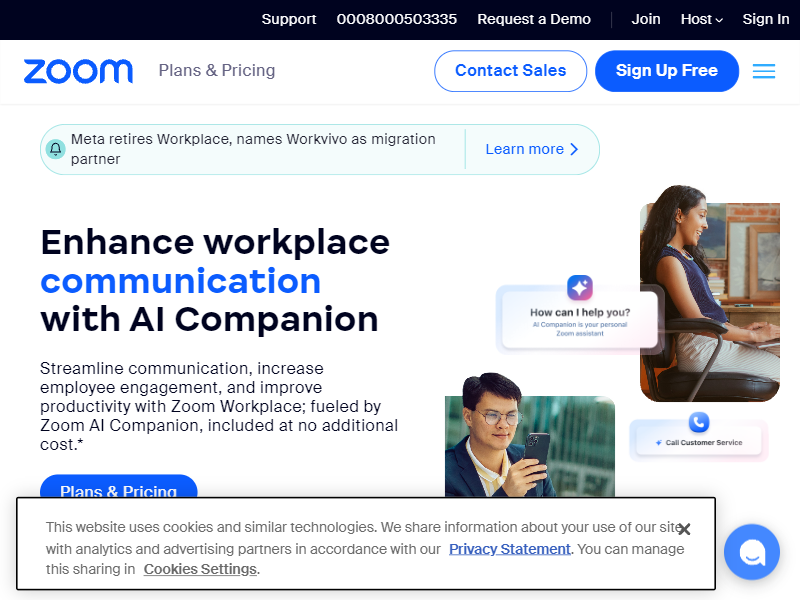 Support 0008000503335 Request a Demo Join Host Sign In
zoom Plans & Pricing Contact Sales Sign Up Free
Meta retires Workplace, names Workvivo as migration
partner
Learn more
Enhance workplace
communication
with AI Companion
Streamline communication, increase
employee engagement, and improve
productivity with Zoom Workplace; fueled by
Zoom AI Companion, included at no additional
cost.*
Plans & Pricing
How can I help you?
AI Companion is your personal
Zoom assistant
Call Customer Service
This website uses cookies and similar technologies. We share information about your use of our site
with analytics and advertising partners in accordance with our Privacy Statement. You can manage
this sharing in Cookies Settings.